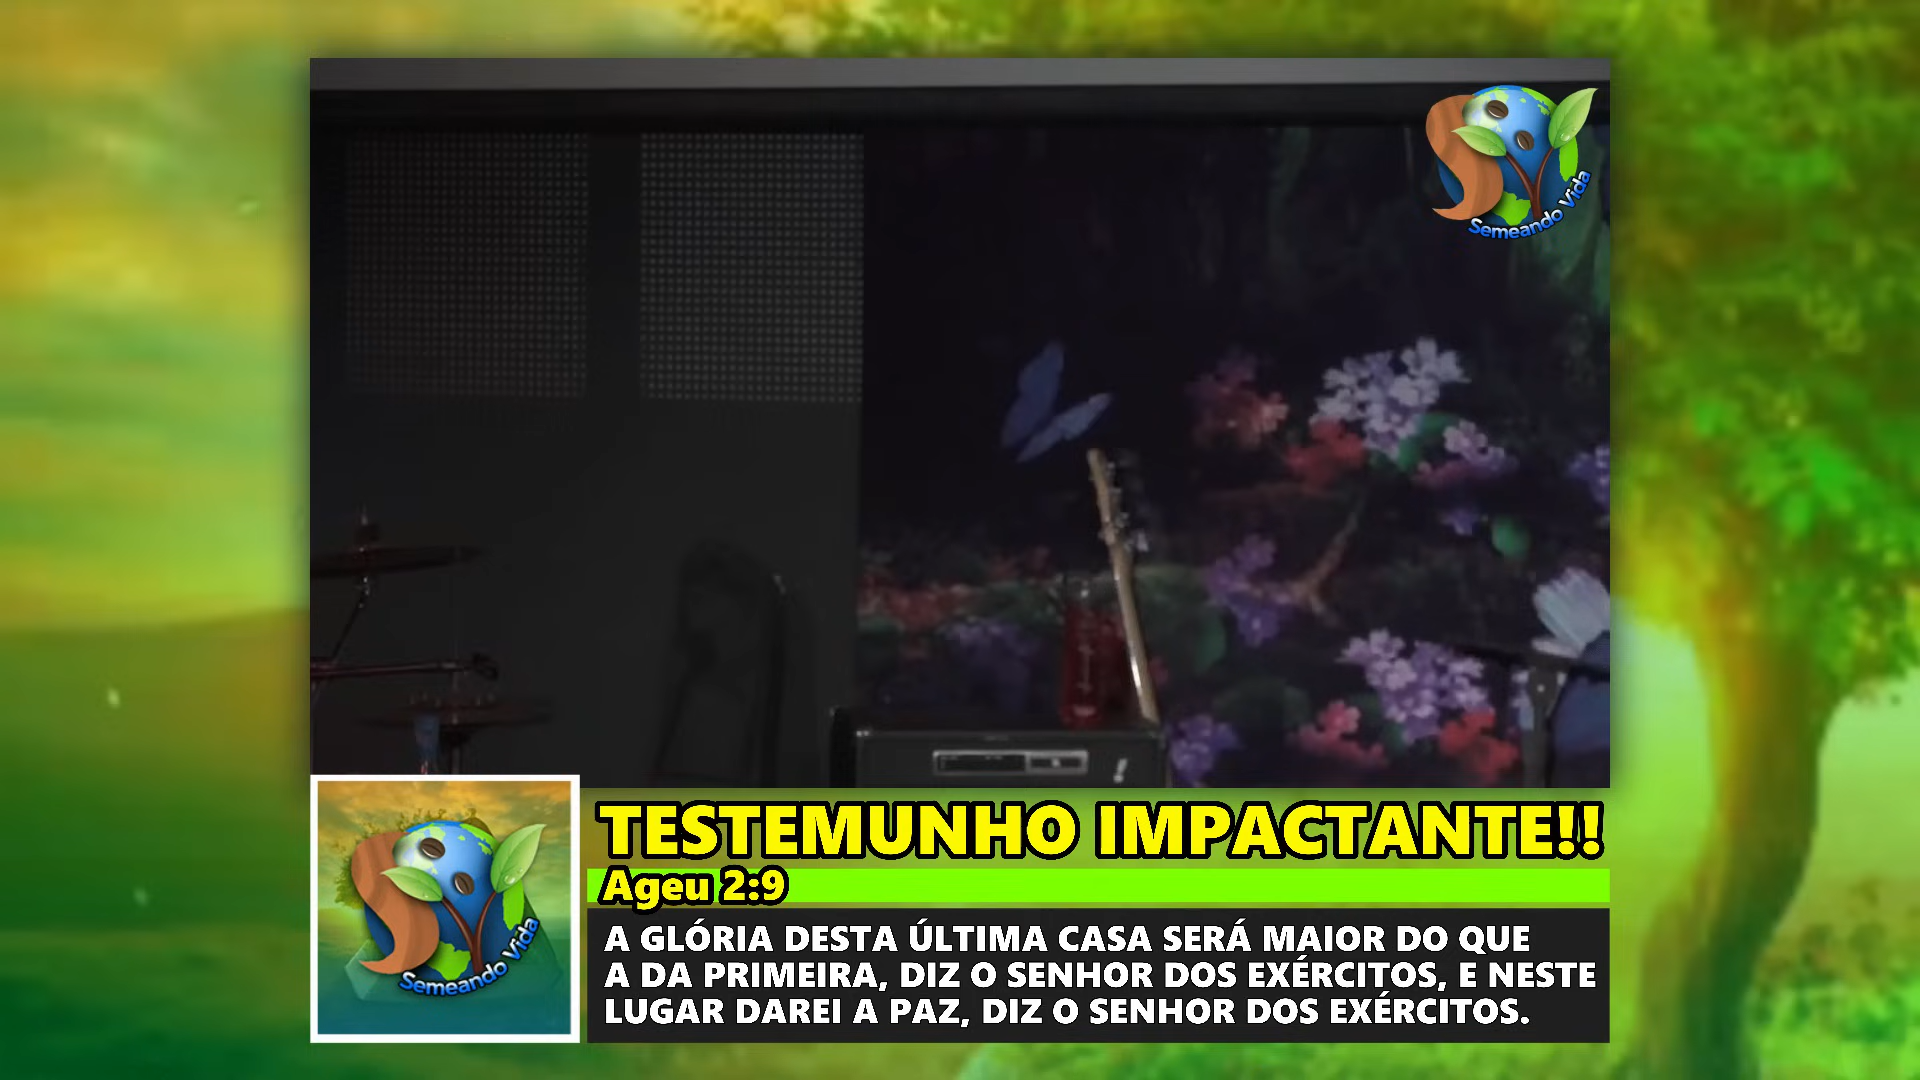 Semeando Vida
TESTEMUNHO IMPACTANTE!!
Ageu 2:9
A GLÓRIA DESTA ÚLTIMA CASA SERÁ MAIOR DO QUE
A DA PRIMEIRA, DIZ O SENHOR DOS EXÉRCITOS, E NESTE
LUGAR DAREI A PAZ, DIZ O SENHOR DOS EXÉRCITOS.
Semeando Vida